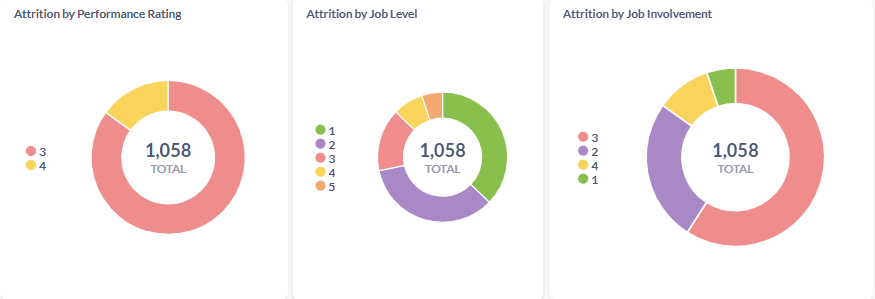 Attrition by Performance Rating
3
4
1,058
TOTAL
Attrition by Job Level
1
2
3
4
5
1,058
TOTAL
Attrition by Job Involvement
3
2
4
1
1,058
TOTAL